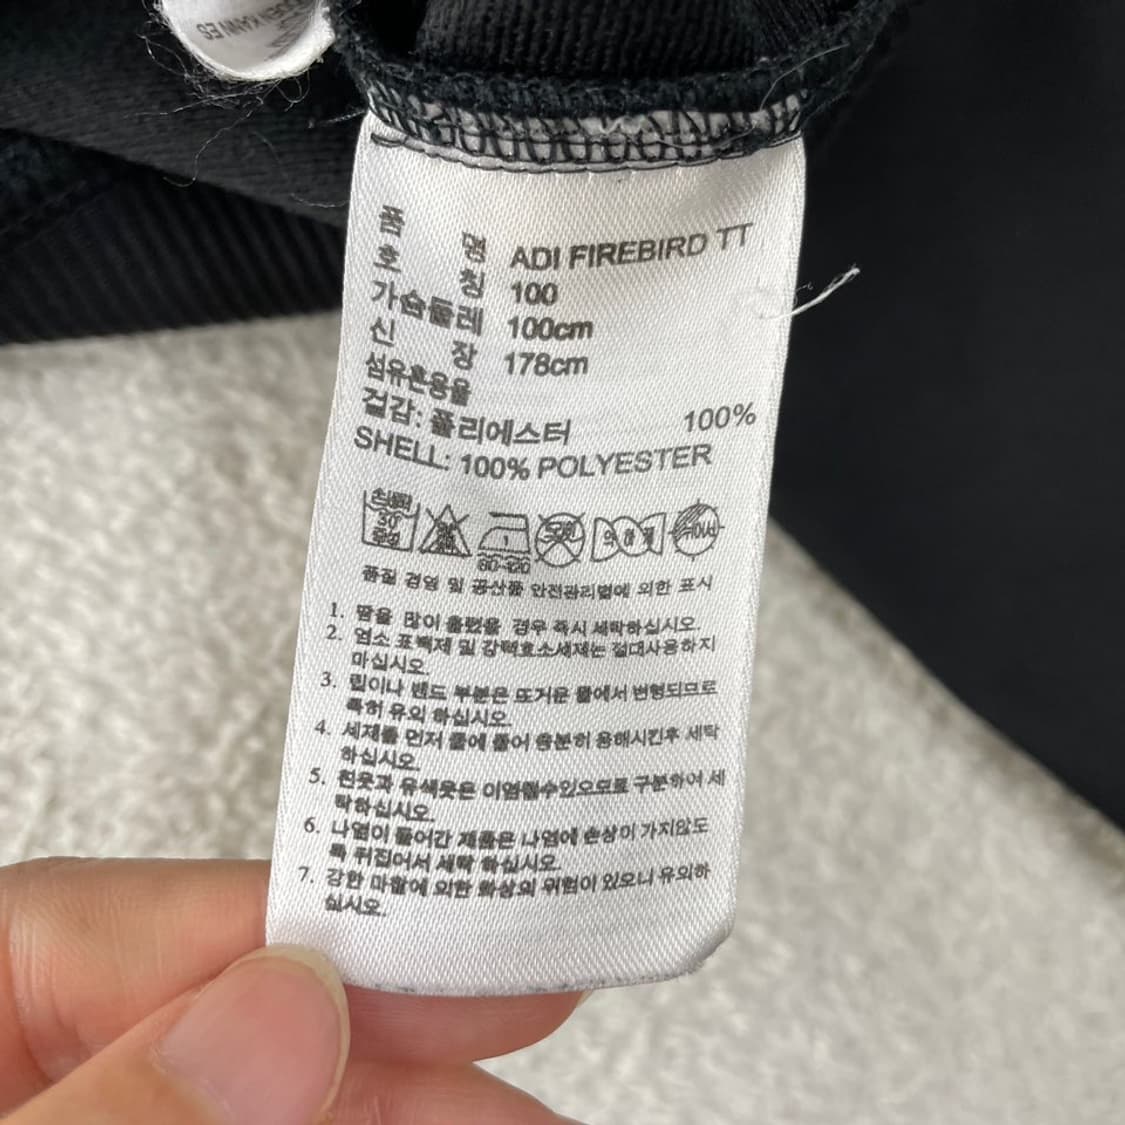 품 명 ADI FIREBIRD TT
호 칭 100
가슴둘레 100cm
신 장 178cm
섬유혼용율
겉감: 폴리에스터 100%
SHELL: 100% POLYESTER
손세탁 30 중성
60~120
약하게
품질 경영 및 공산품 안전관리법에 의한 표시
1. 땀을 많이 흘렸을 경우 즉시 세탁하십시오.
2. 염소 표백제 및 강력효소세제는 절대사용하지
마십시오.
3. 립이나 밴드 부분은 뜨거운 물에서 변형되므로
특히 유의 하십시오.
4. 세제를 먼저 물에 풀어 충분히 용해시킨후 세탁
하십시오.
5. 흰옷과 유색옷은 이염될수있으므로 구분하여 세
탁하십시오.
6. 나염이 들어간 제품은 나염에 손상이 가지않도
록 뒤집어서 세탁 하십시오.
7. 강한 마찰에 의한 화상의 위험이 있으니 유의하
십시오.